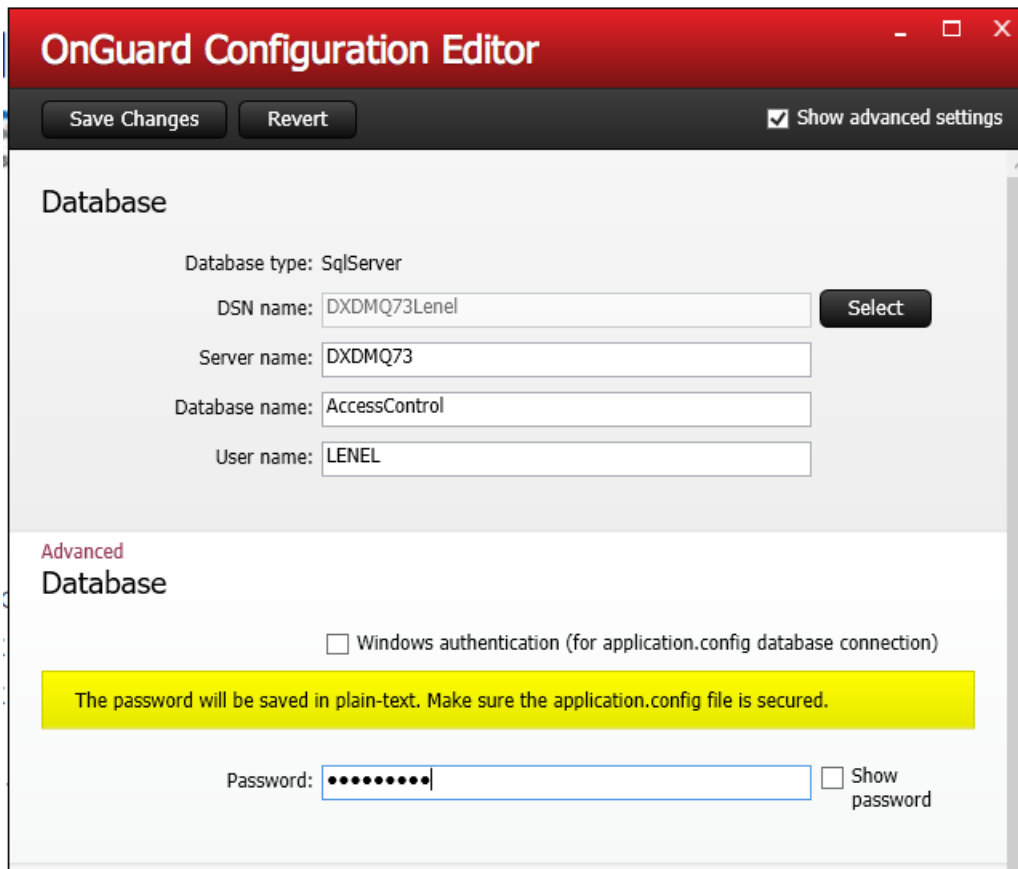 OnGuard Configuration Editor
Save Changes
Revert
Show advanced settings
Database
Database type: SqlServer
DSN name: DXDMQ73Lenel
Select
Server name: DXDMQ73
Database name: AccessControl
User name: LENEL
Advanced
Database
Windows authentication (for application.config database connection)
The password will be saved in plain-text. Make sure the application.config file is secured.
Password: •••••••••
Show
password